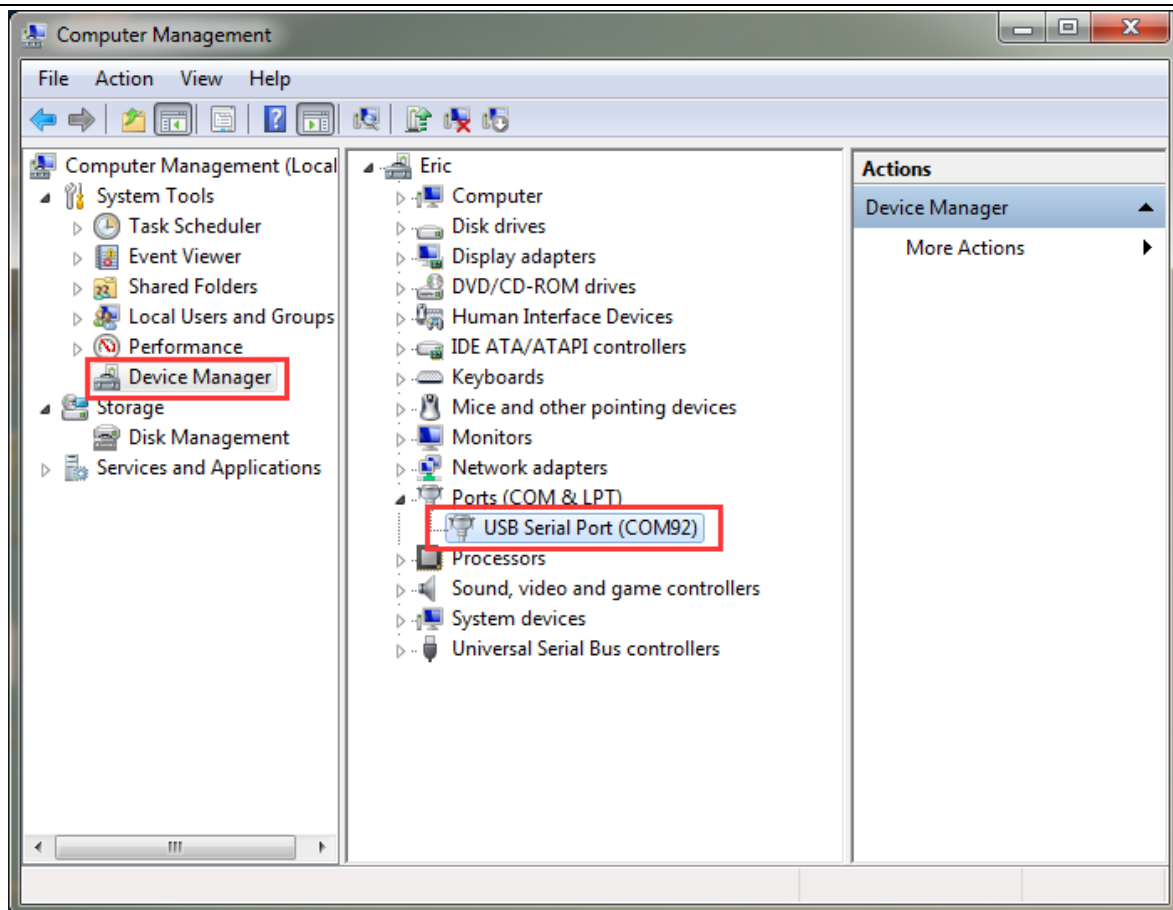 Computer Management
File Action View Help
Computer Management (Local
System Tools
Task Scheduler
Event Viewer
Shared Folders
Local Users and Groups
Performance
Device Manager
Storage
Disk Management
Services and Applications
Eric
Computer
Disk drives
Display adapters
DVD/CD-ROM drives
Human Interface Devices
IDE ATA/ATAPI controllers
Keyboards
Mice and other pointing devices
Monitors
Network adapters
Ports (COM & LPT)
USB Serial Port (COM92)
Processors
Sound, video and game controllers
System devices
Universal Serial Bus controllers
Actions
Device Manager
More Actions